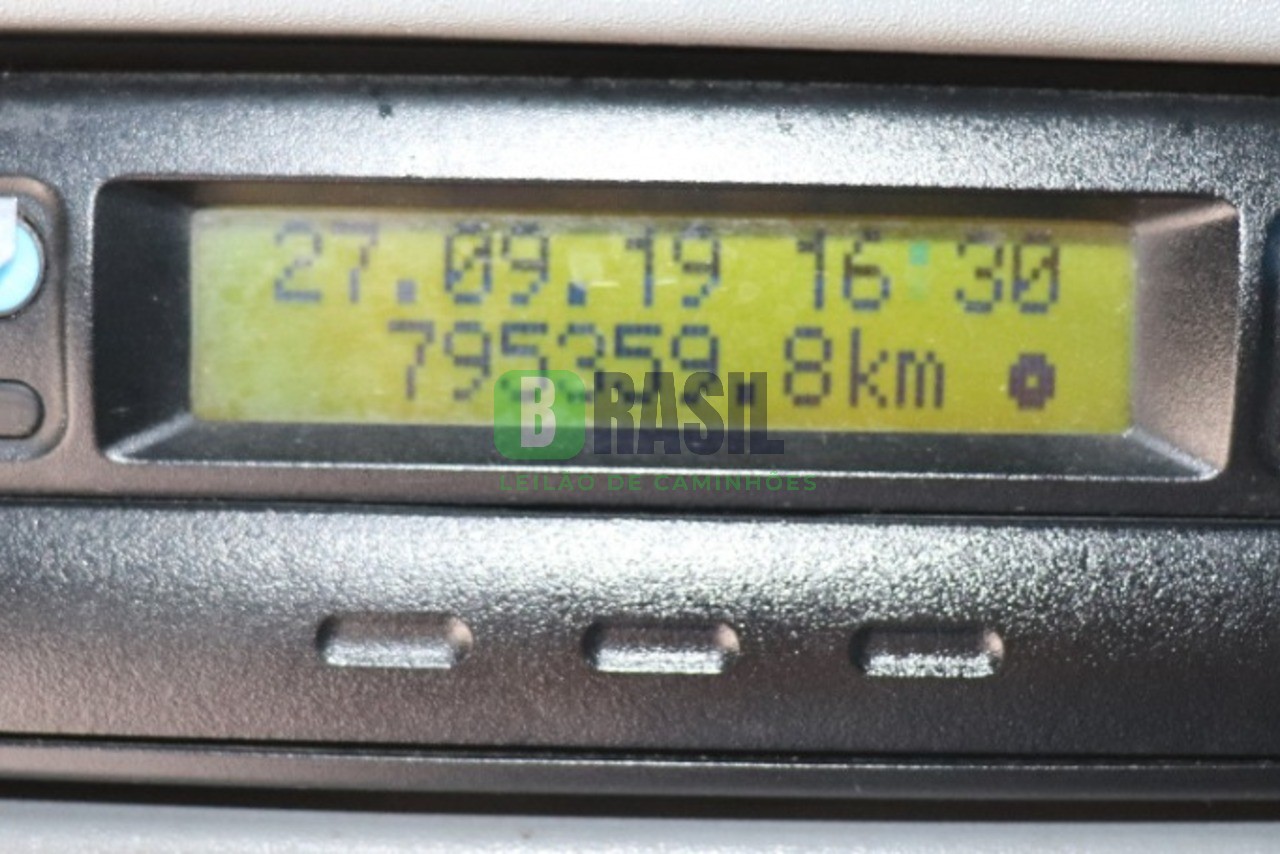 27.09.19 16:30
795359.8km
BRASIL
LEILÃO DE CAMINHÕES